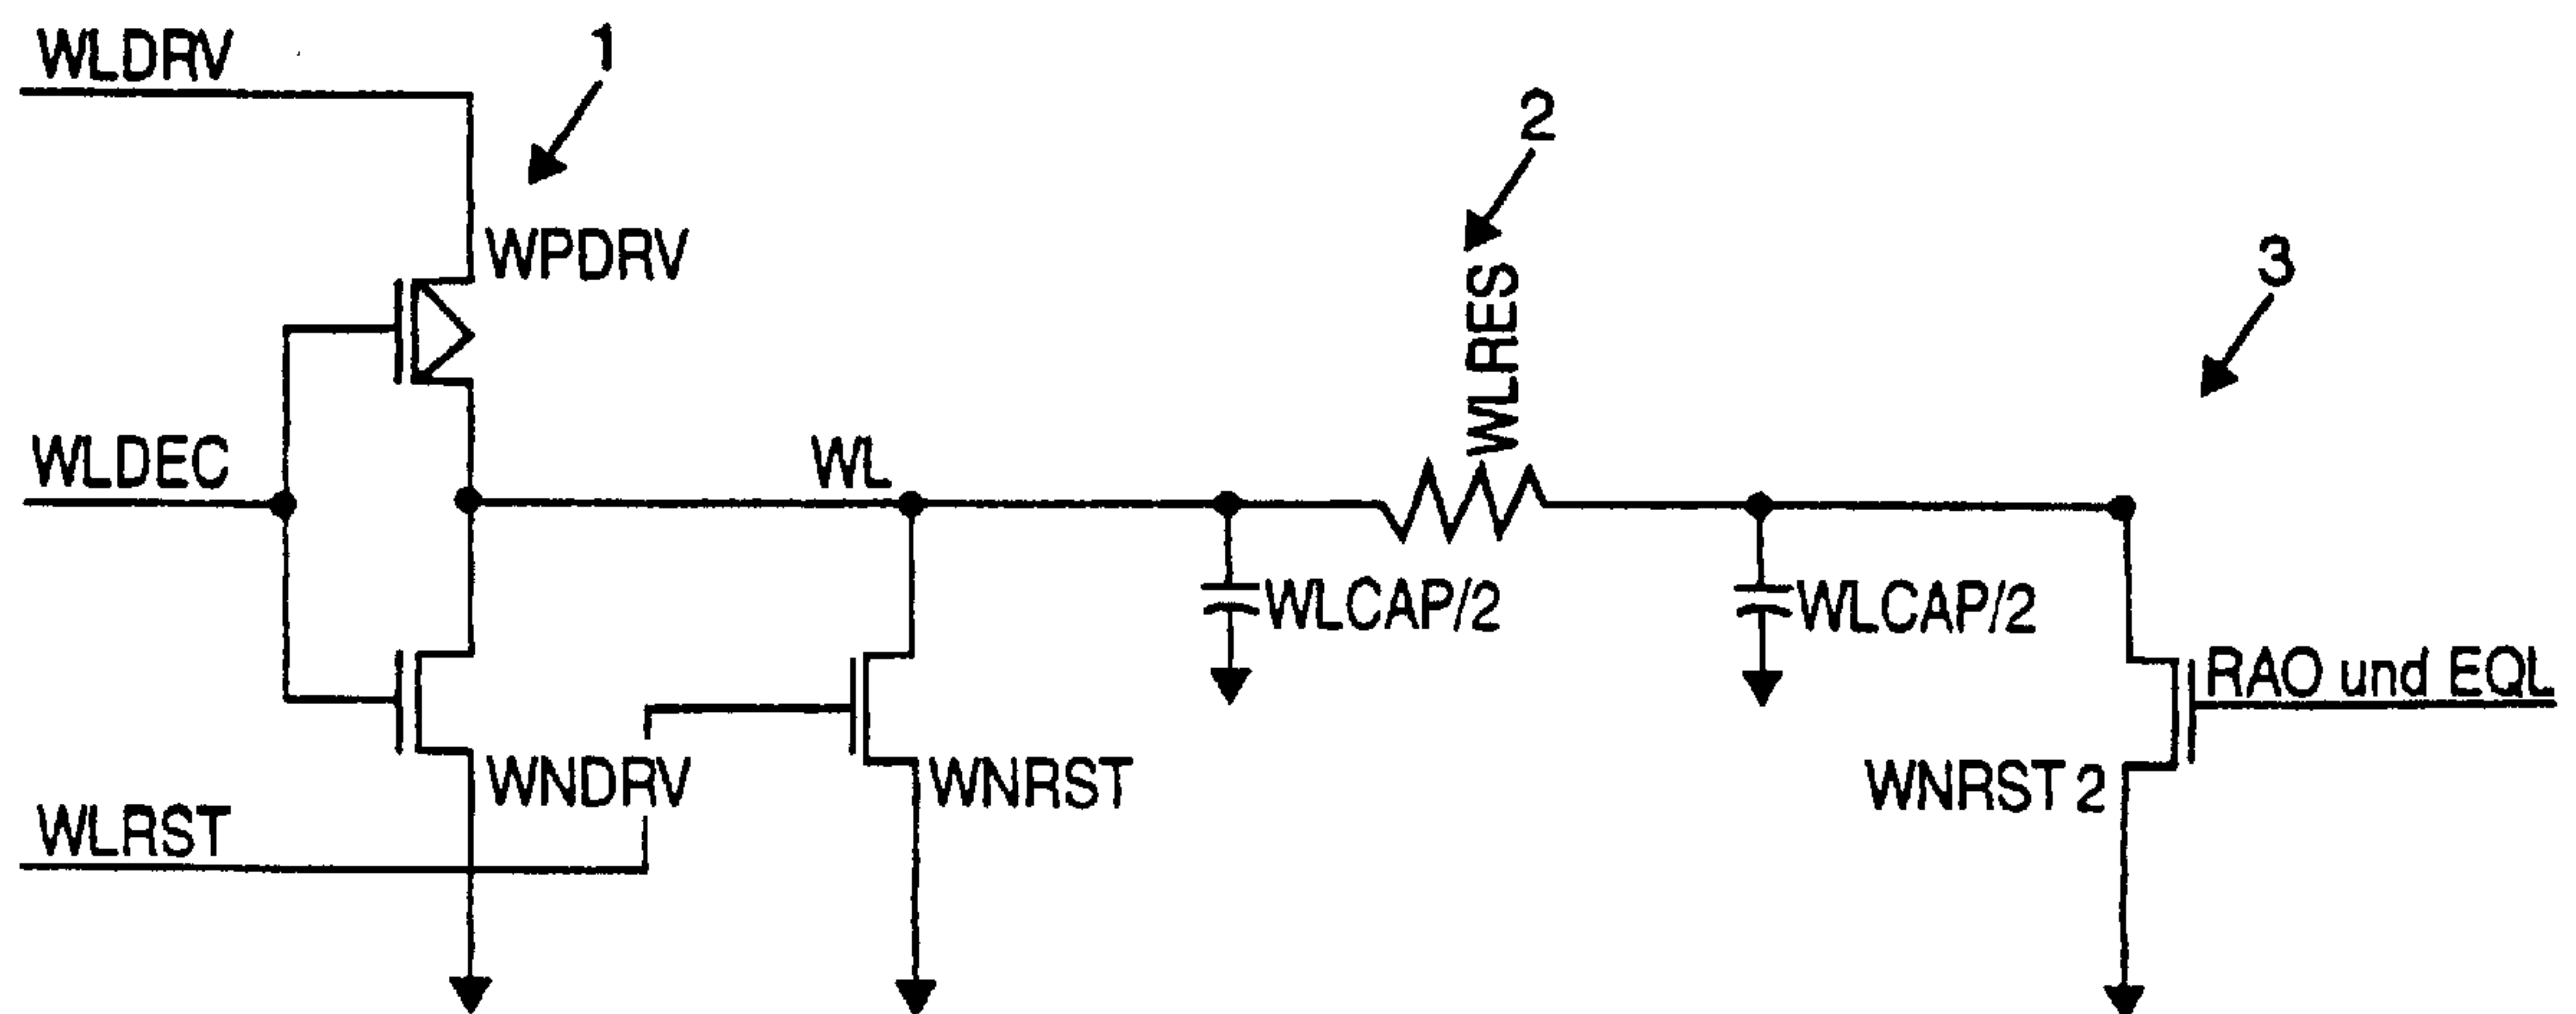 WLDRV
1
2
WPDRV
3
WLRES
WLDEC
WL
WLCAP/2
WLCAP/2
RAO und EQL
WNDRV
WNRST
WNRST 2
WLRST